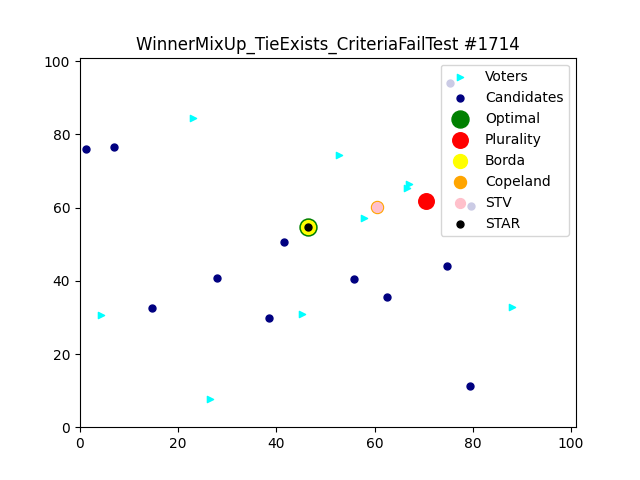 WinnerMixUp_TieExists_CriteriaFailTest #1714
100
80
60
40
20
0
0
20
40
60
80
100
Voters
Candidates
Optimal
Plurality
Borda
Copeland
STV
STAR